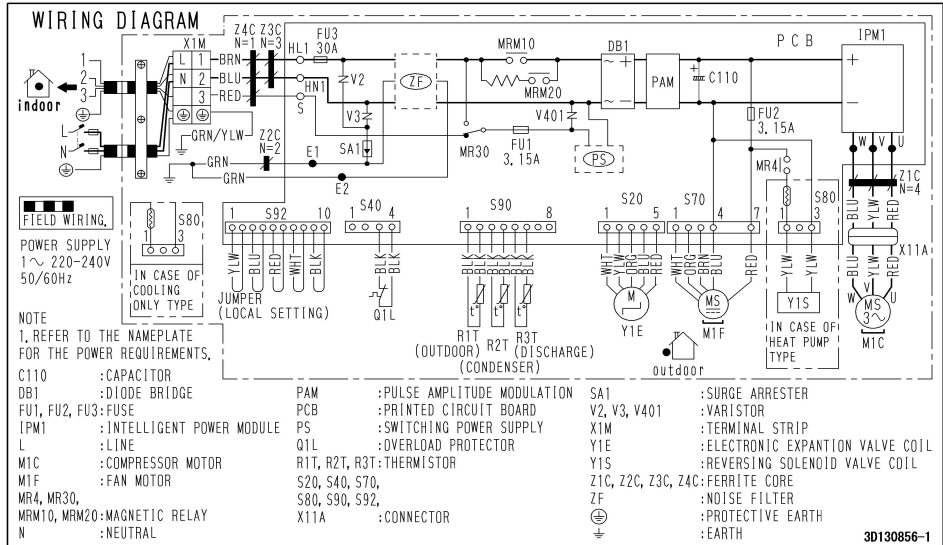 WIRING DIAGRAM
indoor
1
2
3
L
N
X1M
L 1
N 2
3
Z4C
N=1
Z3C
N=3
BRN
BLU
RED
GRN/YLW
GRN
GRN
Z2C
N=2
HL1
FU3
30A
HN1
S
V2
V3
SA1
E1
E2
ZF
MRM10
MRM20
MR30
FU1
3.15A
V401
PS
DB1
PAM
C110
PCB
FU2
3.15A
MR4
IPM1
W V U
Z1C
N=4
BLU
YLW
RED
X11A
BLU
YLW
RED
W V U
MS
3~
M1C
FIELD WIRING.
POWER SUPPLY
1~ 220-240V
50/60Hz
S80
1 3
IN CASE OF
COOLING
ONLY TYPE
1 S92 10
YLW
BLU
RED
WHT
BLK
JUMPER
(LOCAL SETTING)
S40
1 4
BLK
BLK
Q1L
S90
1 8
BLK
BLK
BLK
BLK
BLK
BLK
t°
t°
t°
R1T
(OUTDOOR)
R2T
(CONDENSER)
R3T
(DISCHARGE)
S20
1 5
WHT
YLW
ORG
BLU
RED
M
Y1E
S70
1 4 7
WHT
ORG
BRN
BLU
RED
MS
M1F
outdoor
S80
1 3
YLW
YLW
Y1S
IN CASE OF
HEAT PUMP
TYPE
NOTE
1. REFER TO THE NAMEPLATE
FOR THE POWER REQUIREMENTS.
C110 :CAPACITOR
DB1 :DIODE BRIDGE
FU1, FU2, FU3:FUSE
IPM1 :INTELLIGENT POWER MODULE
L :LINE
M1C :COMPRESSOR MOTOR
M1F :FAN MOTOR
MR4, MR30,
MRM10, MRM20:MAGNETIC RELAY
N :NEUTRAL
PAM :PULSE AMPLITUDE MODULATION
PCB :PRINTED CIRCUIT BOARD
PS :SWITCHING POWER SUPPLY
Q1L :OVERLOAD PROTECTOR
R1T, R2T, R3T:THERMISTOR
S20, S40, S70,
S80, S90, S92,
X11A :CONNECTOR
SA1 :SURGE ARRESTER
V2, V3, V401 :VARISTOR
X1M :TERMINAL STRIP
Y1E :ELECTRONIC EXPANTION VALVE COIL
Y1S :REVERSING SOLENOID VALVE COIL
Z1C, Z2C, Z3C, Z4C:FERRITE CORE
ZF :NOISE FILTER
:PROTECTIVE EARTH
:EARTH
3D130856-1